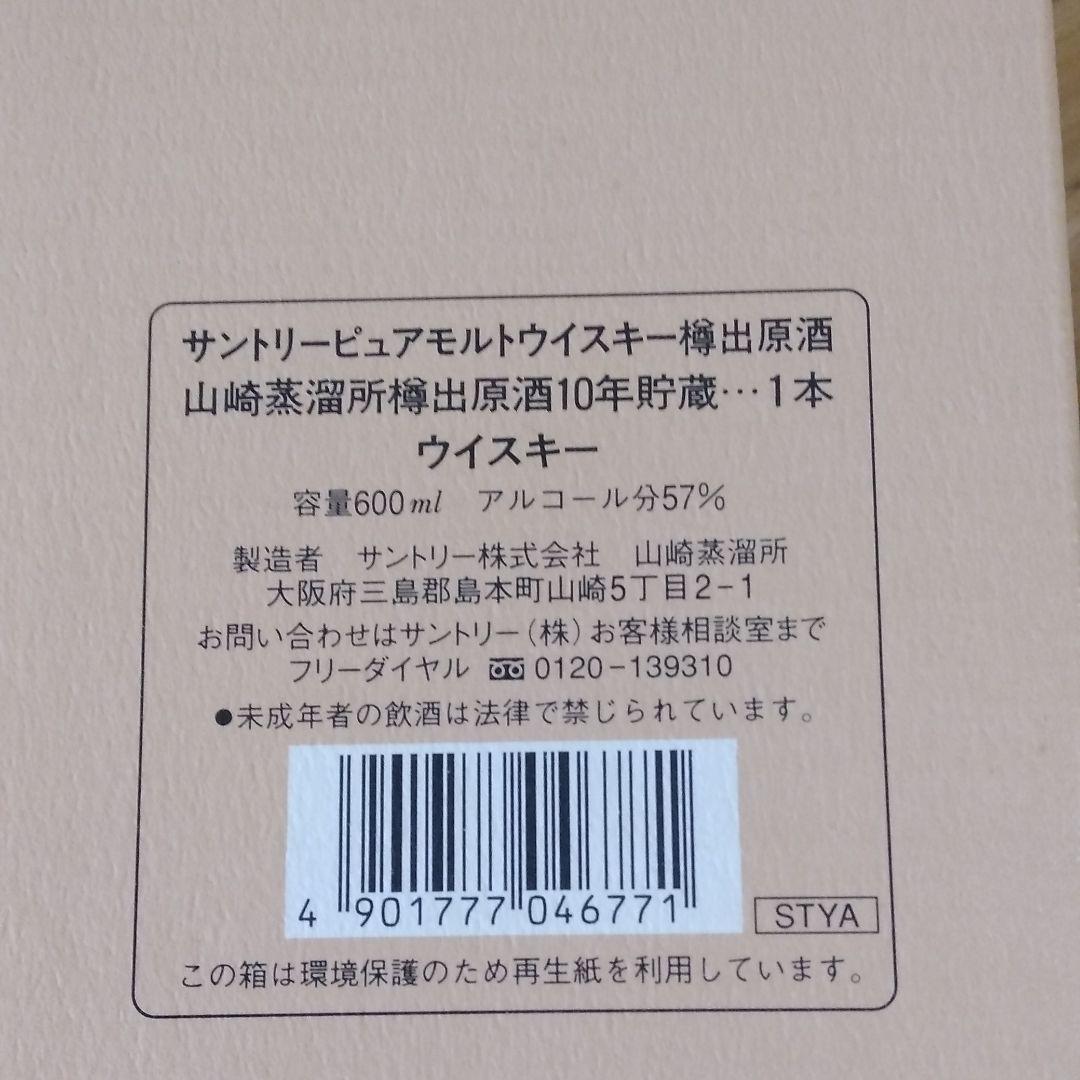 サントリーピュアモルトウイスキー樽出原酒
山崎蒸溜所樽出原酒10年貯蔵…1本
ウイスキー
容量600ml アルコール分57%
製造者 サントリー株式会社 山崎蒸溜所
大阪府三島郡島本町山崎5丁目2-1
お問い合わせはサントリー(株)お客様相談室まで
フリーダイヤル 0120-139310
●未成年者の飲酒は法律で禁じられています。
4 901777 046771
STYA
この箱は環境保護のため再生紙を利用しています。